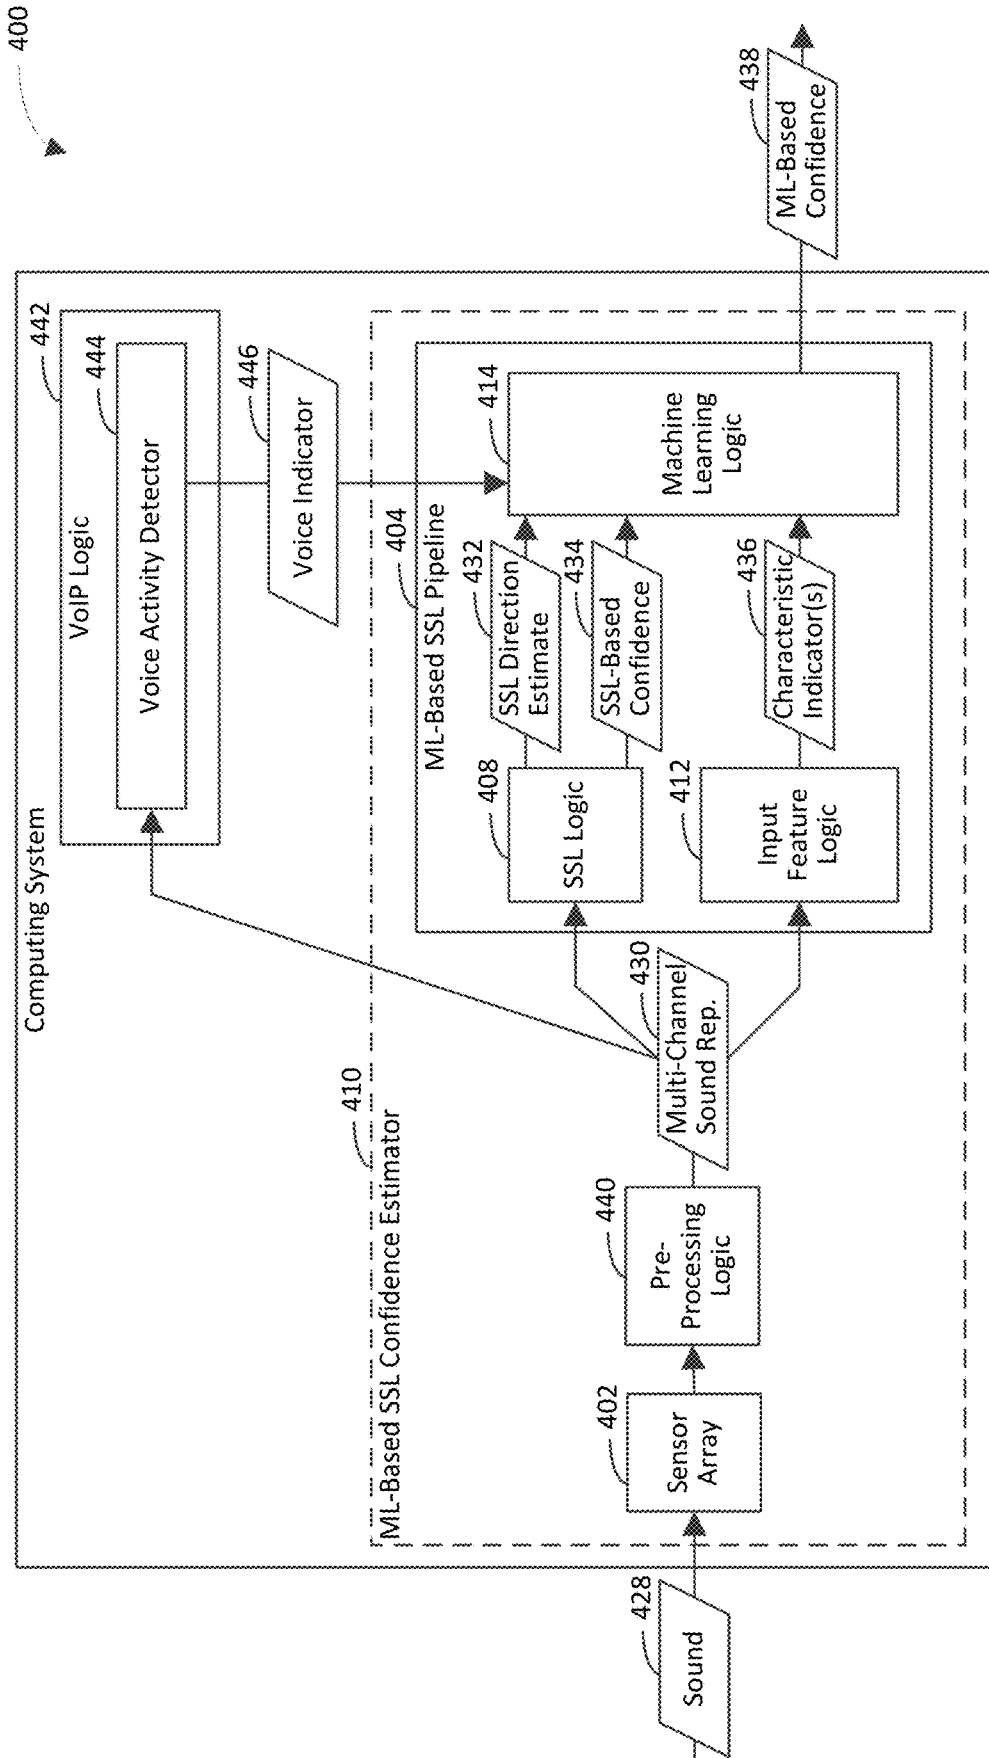 400
Computing System
VoIP Logic
442
Voice Activity Detector
444
Voice Indicator
446
ML-Based SSL Confidence Estimator
410
ML-Based SSL Pipeline
404
Sound
428
Sensor
Array
402
Pre-
Processing
Logic
440
Multi-Channel
Sound Rep.
430
SSL Logic
408
SSL Direction
Estimate
432
SSL-Based
Confidence
434
Input
Feature
Logic
412
Characteristic
Indicator(s)
436
Machine
Learning
Logic
414
ML-Based
Confidence
438